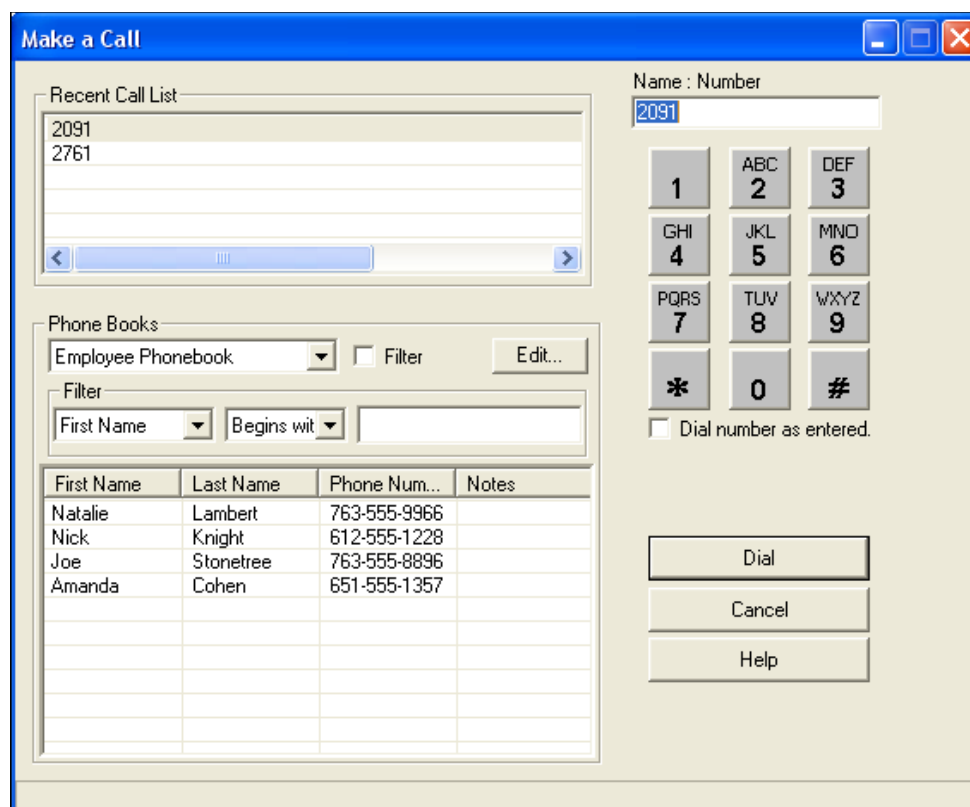 Make a Call
Recent Call List
2091
2761
Name : Number
2091
1
ABC
2
DEF
3
GHI
4
JKL
5
MNO
6
PQRS
7
TUV
8
WXYZ
9
*
0
#
Dial number as entered.
Phone Books
Employee Phonebook
Filter
Edit...
Filter
First Name
Begins wit
First Name Last Name Phone Num... Notes
Natalie Lambert 763-555-9966
Nick Knight 612-555-1228
Joe Stonetree 763-555-8896
Amanda Cohen 651-555-1357
Dial
Cancel
Help